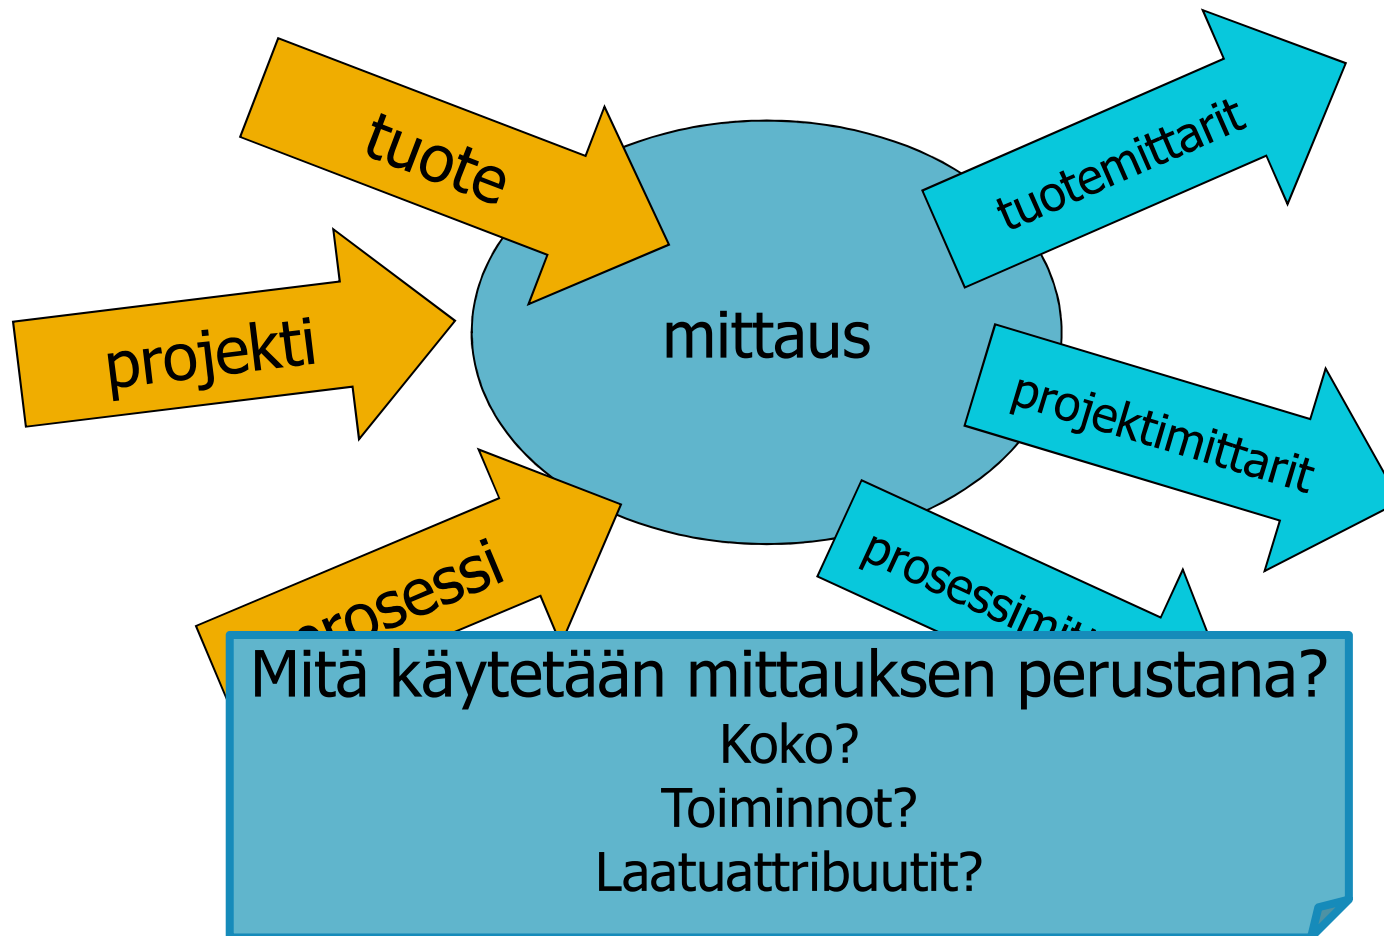 tuote
tuotemittarit
projekti
mittaus
projektimittarit
Mitä käytetään mittauksen perustana?
Koko?
Toiminnot?
Laatuattribuutit?